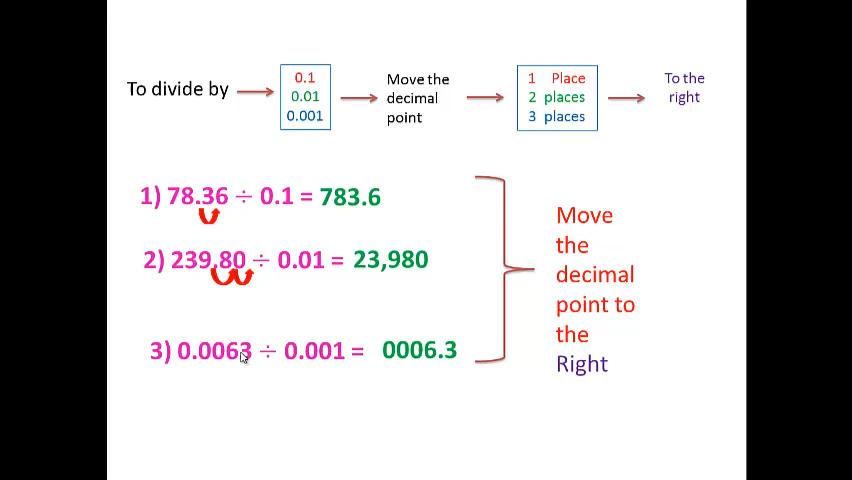 To divide by
0.1
0.01
0.001
Move the
decimal
point
1 Place
2 places
3 places
To the
right
1) 78.36 ÷ 0.1 = 783.6
2) 239.80 ÷ 0.01 = 23,980
3) 0.0063 ÷ 0.001 = 0006.3
Move
the
decimal
point to
the
Right